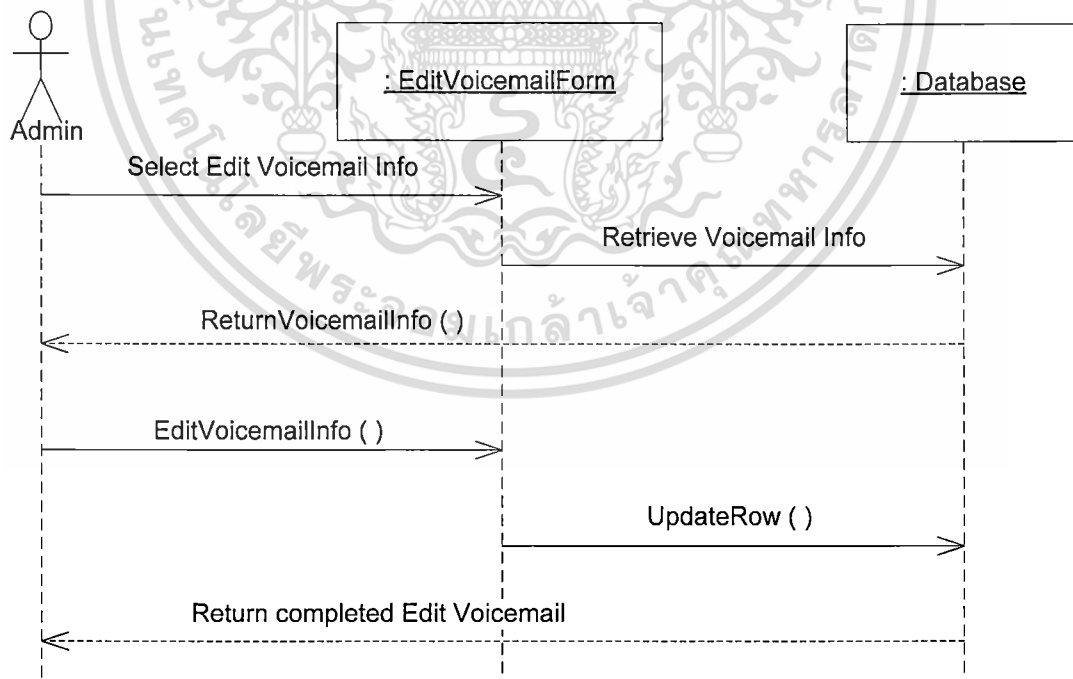 : EditVoicemailForm
: Database
Admin
Select Edit Voicemail Info
Retrieve Voicemail Info
ReturnVoicemailInfo ( )
EditVoicemailInfo ( )
UpdateRow ( )
Return completed Edit Voicemail